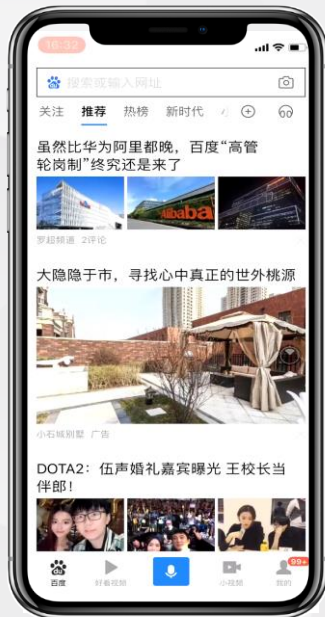 16:32
搜索或输入网址
关注 推荐 热榜 新时代
虽然比华为阿里都晚，百度“高管
轮岗制”终究还是来了
Alibaba
罗超频道 2评论
大隐隐于市，寻找心中真正的世外桃源
小石城别墅 广告
DOTA2：伍声婚礼嘉宾曝光 王校长当
伴郎！
99+
百度 好看视频 小视频 我的